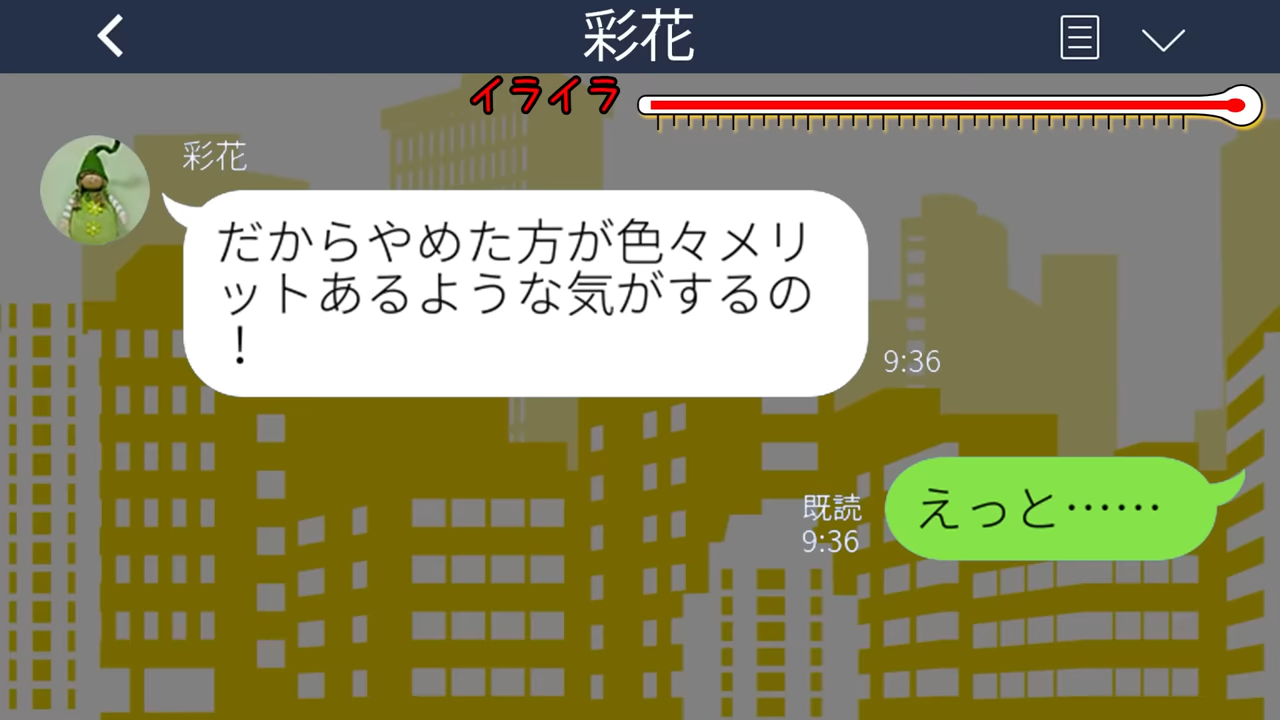 彩花
イライラ
彩花
だからやめた方が色々メリ
ットあるような気がするの
！
9:36
えっと……
既読
9:36